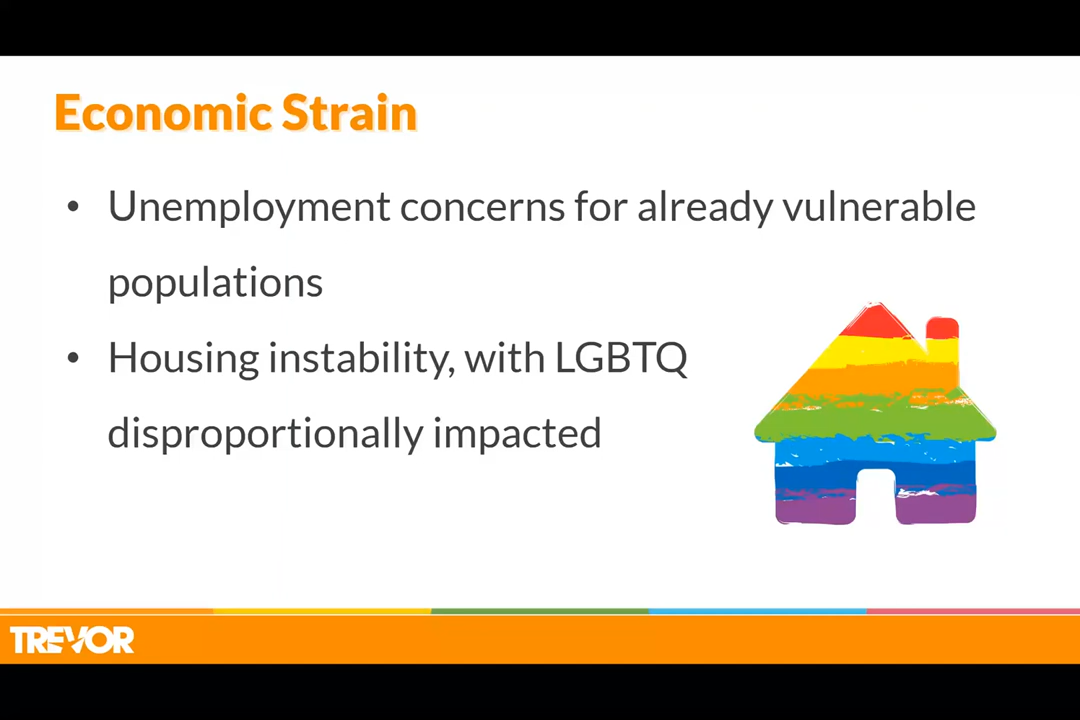 Economic Strain
• Unemployment concerns for already vulnerable
populations
• Housing instability, with LGBTQ
disproportionally impacted
TREVOR